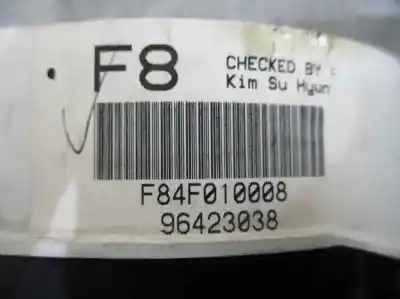 F8
CHECKED BY :
Kim Su Hyun
F84F010008
96423038